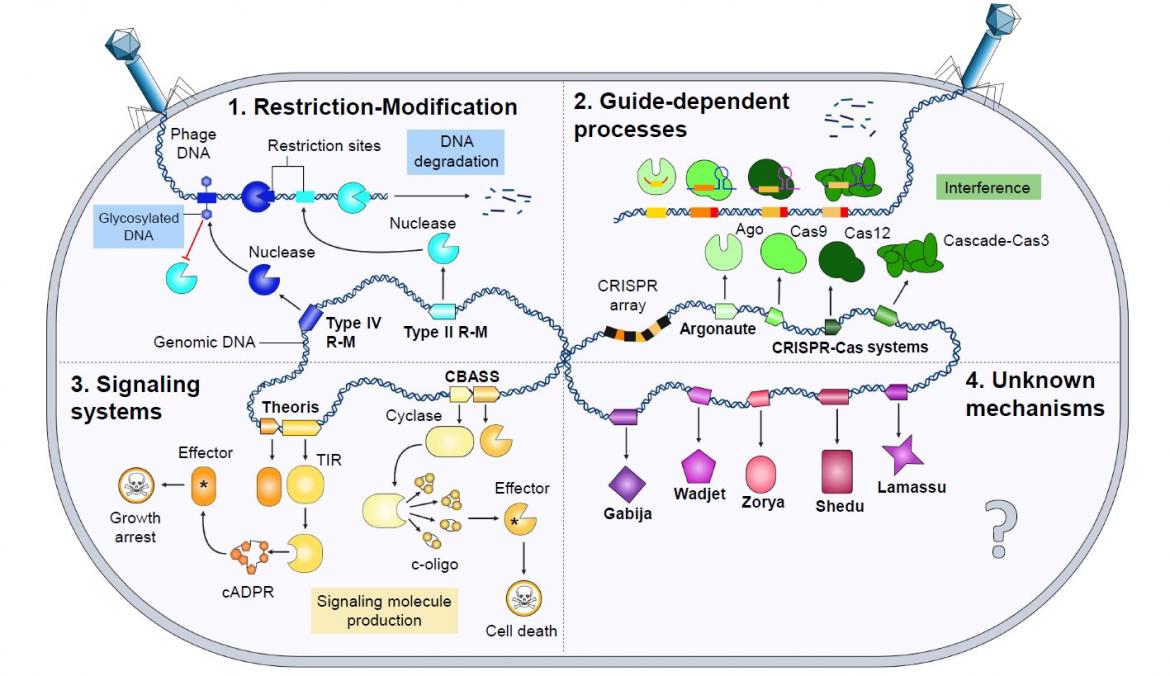 1. Restriction-Modification
Phage
DNA
Restriction sites
DNA
degradation
Glycosylated
DNA
Nuclease
Nuclease
Type IV
R-M
Type II R-M
Genomic DNA
2. Guide-dependent
processes
Interference
Ago
Cas9
Cas12
Cascade-Cas3
CRISPR
array
Argonaute
CRISPR-Cas systems
3. Signaling
systems
CBASS
Theoris
Cyclase
Effector
TIR
Growth
arrest
cADPR
Effector
*
*
c-oligo
Signaling molecule
production
Cell death
4. Unknown
mechanisms
Gabija
Wadjet
Zorya
Shedu
Lamassu
?